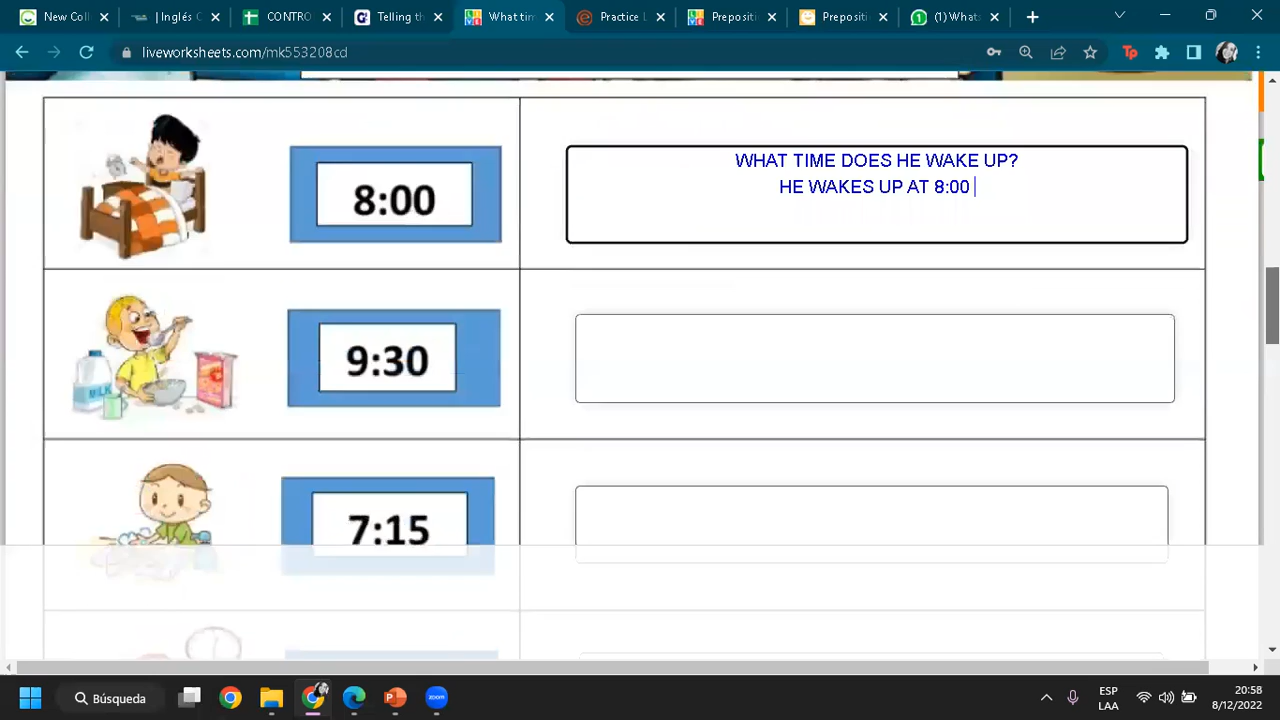 New Coll
Inglés C
CONTRO
Telling th
What tim
Practice L
Prepositi
Prepositi
(1) Whats
liveworksheets.com/mk553208cd
8:00
WHAT TIME DOES HE WAKE UP?
HE WAKES UP AT 8:00
MILK
9:30
7:15
Búsqueda
zoom
ESP
LAA
20:58
8/12/2022